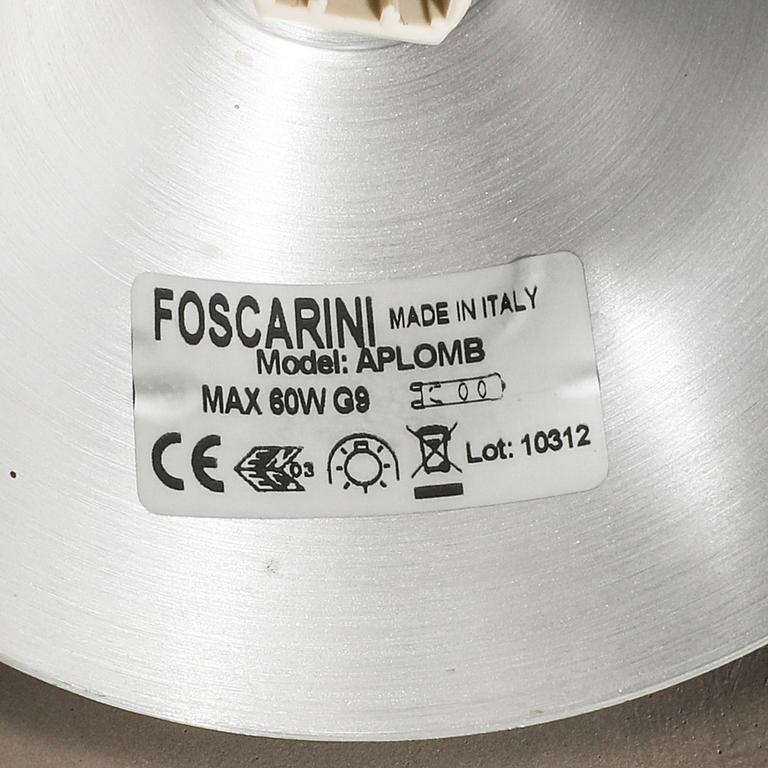 FOSCARINI MADE IN ITALY
Model: APLOMB
MAX 60W G9
CE 03 Lot: 10312